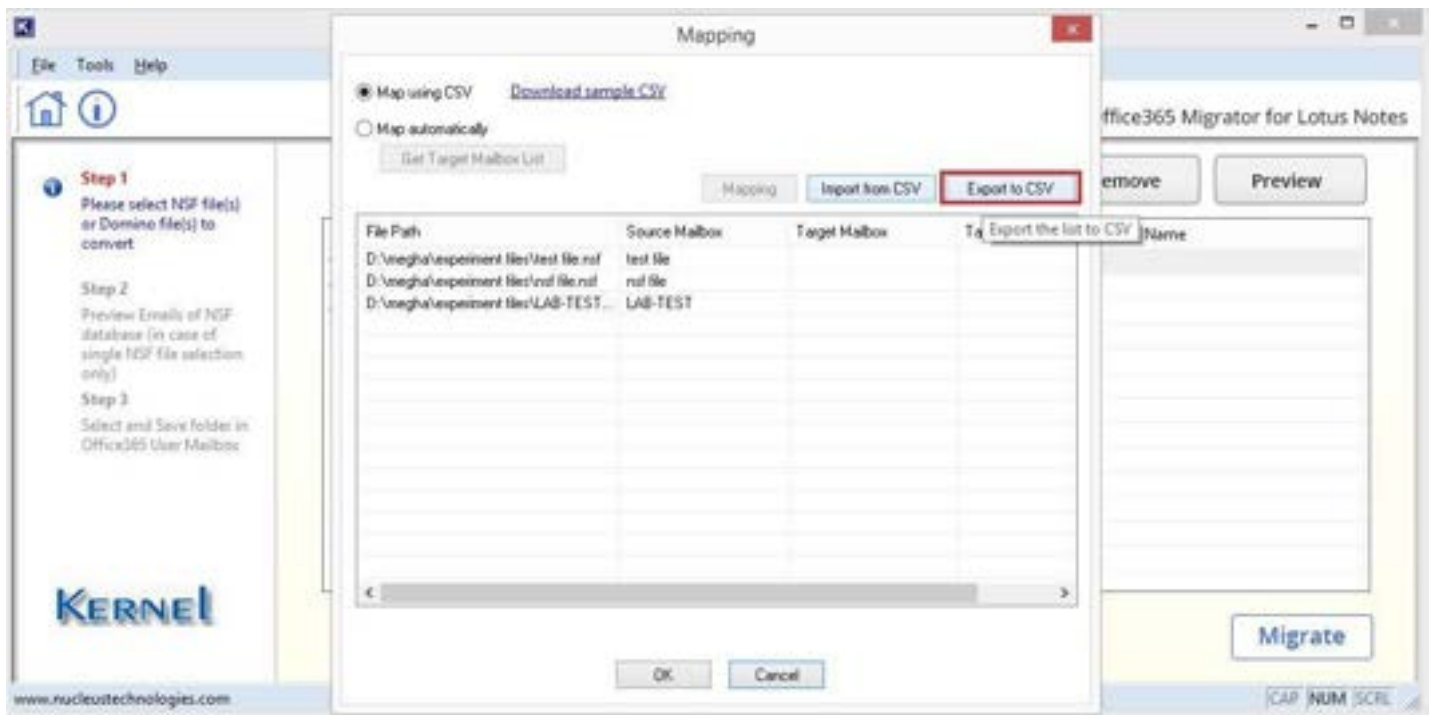 Mapping
File Tools Help
Map using CSV Download sample CSV
Map automatically
Get Target Mailbox List
ffice365 Migrator for Lotus Notes
Mapping Import from CSV Export to CSV emove Preview
Step 1
Please select NSF file(s)
or Domino file(s) to
convert
Step 2
Preview Emails of NSF
database (in case of
single NSF file selection
only)
Step 3
Select and Save folder in
Office365 User Mailbox
File Path Source Mailbox Target Mailbox Ta Export the list to CSV Name
D:\megha\experiment files\test file.nsf test file
D:\megha\experiment files\nsf file.nsf nsf file
D:\megha\experiment files\LAB-TEST... LAB-TEST
KERNEl
Migrate
OK Cancel
www.nucleustechnologies.com
CAP NUM SCRL